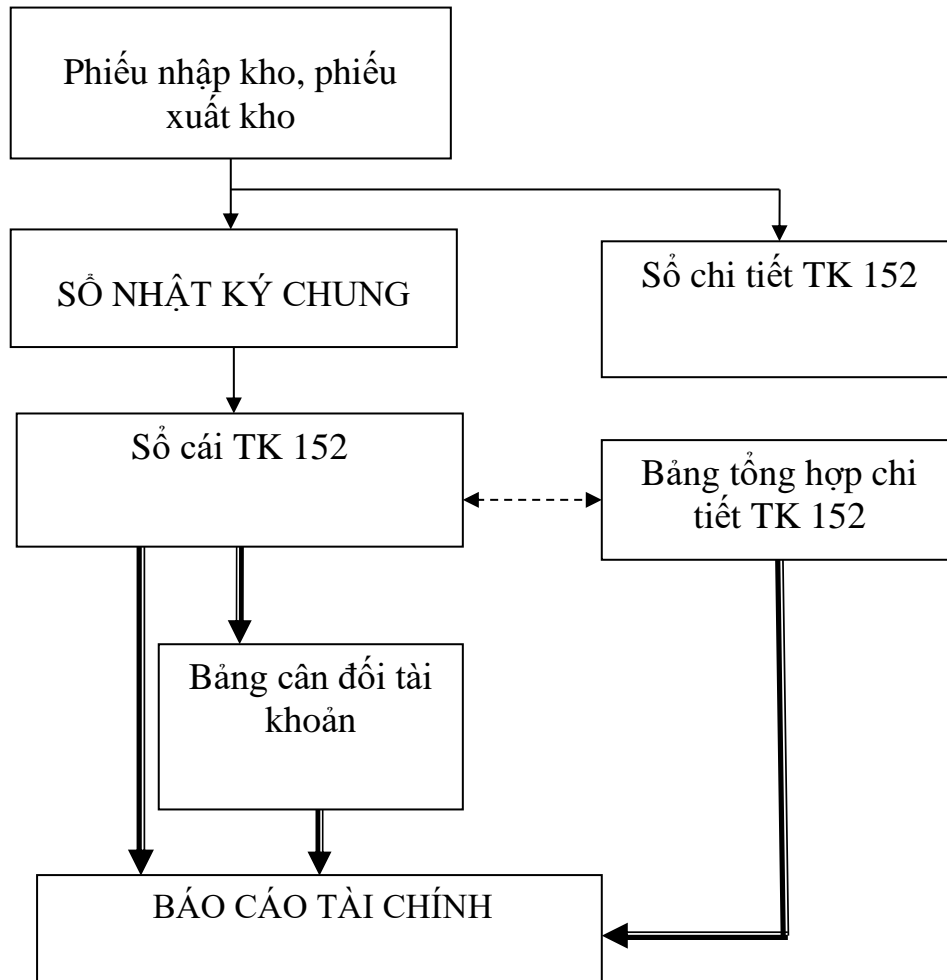 Phiếu nhập kho, phiếu
xuất kho
SỔ NHẬT KÝ CHUNG
Sổ chi tiết TK 152
Sổ cái TK 152
Bảng tổng hợp chi
tiết TK 152
Bảng cân đối tài
khoản
BÁO CÁO TÀI CHÍNH